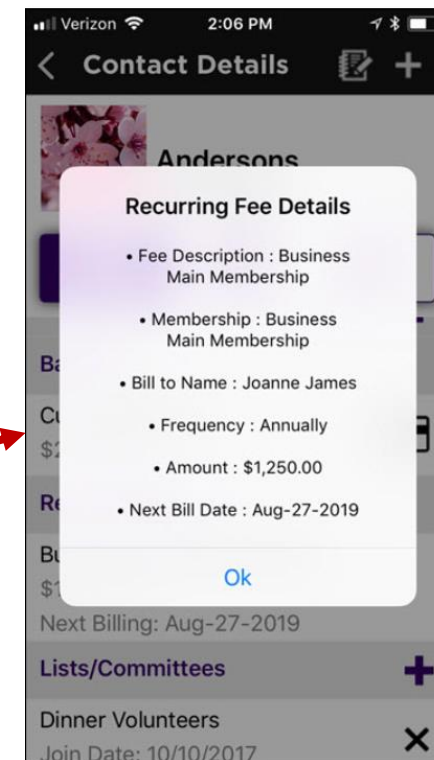 Verizon 2:06 PM
Contact Details
Andersons
Recurring Fee Details
• Fee Description : Business
Main Membership
• Membership : Business
Main Membership
• Bill to Name : Joanne James
• Frequency : Annually
• Amount : $1,250.00
• Next Bill Date : Aug-27-2019
Ok
Next Billing: Aug-27-2019
Lists/Committees
Dinner Volunteers
Join Date: 10/10/2017